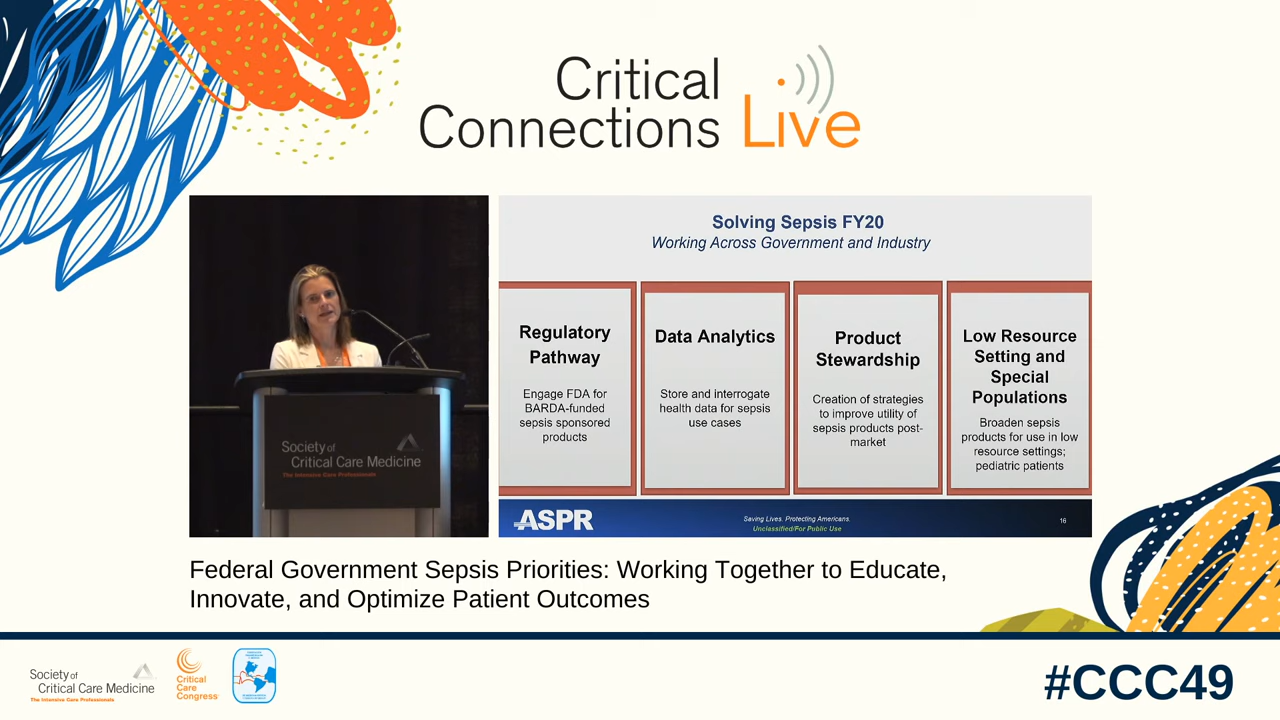 Critical
Connections Live
Solving Sepsis FY20
Working Across Government and Industry
Regulatory
Pathway
Engage FDA for
BARDA-funded
sepsis sponsored
products
Data Analytics
Store and interrogate
health data for sepsis
use cases
Product
Stewardship
Creation of strategies
to improve utility of
sepsis products post-
market
Low Resource
Setting and
Special
Populations
Broaden sepsis
products for use in low
resource settings;
pediatric patients
ASPR
Saving Lives. Protecting Americans.
Unclassified/For Public Use
16
Society of
Critical Care Medicine
The Intensive Care Professionals
Federal Government Sepsis Priorities: Working Together to Educate,
Innovate, and Optimize Patient Outcomes
Society of
Critical Care Medicine
The Intensive Care Professionals
Critical
Care
Congress
#CCC49